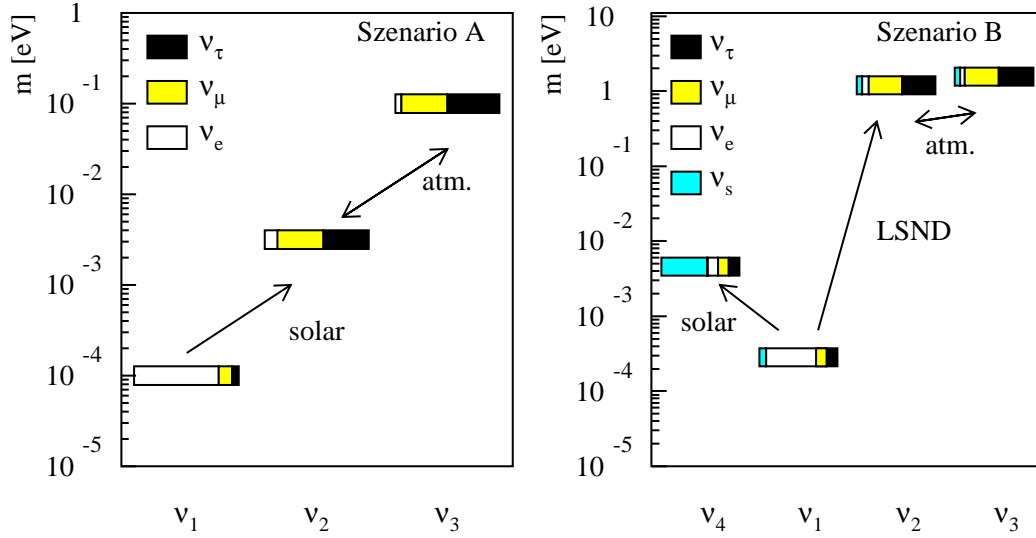 m [eV]
Szenario A
ν_τ
ν_μ
ν_e
1
10^-1
10^-2
10^-3
10^-4
10^-5
atm.
solar
ν_1
ν_2
ν_3
m [eV]
Szenario B
ν_τ
ν_μ
ν_e
ν_s
10
1
10^-1
10^-2
10^-3
10^-4
10^-5
atm.
LSND
solar
ν_4
ν_1
ν_2
ν_3